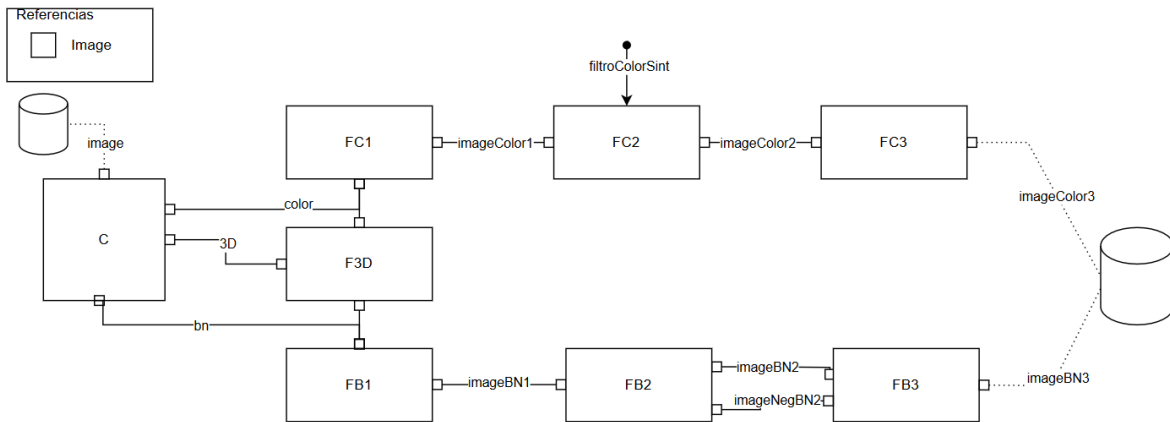 Referencias
Image
filtroColorSint
image
FC1
imageColor1
FC2
imageColor2
FC3
color
imageColor3
C
3D
F3D
bn
FB1
imageBN1
FB2
imageBN2
imageNegBN2
FB3
imageBN3